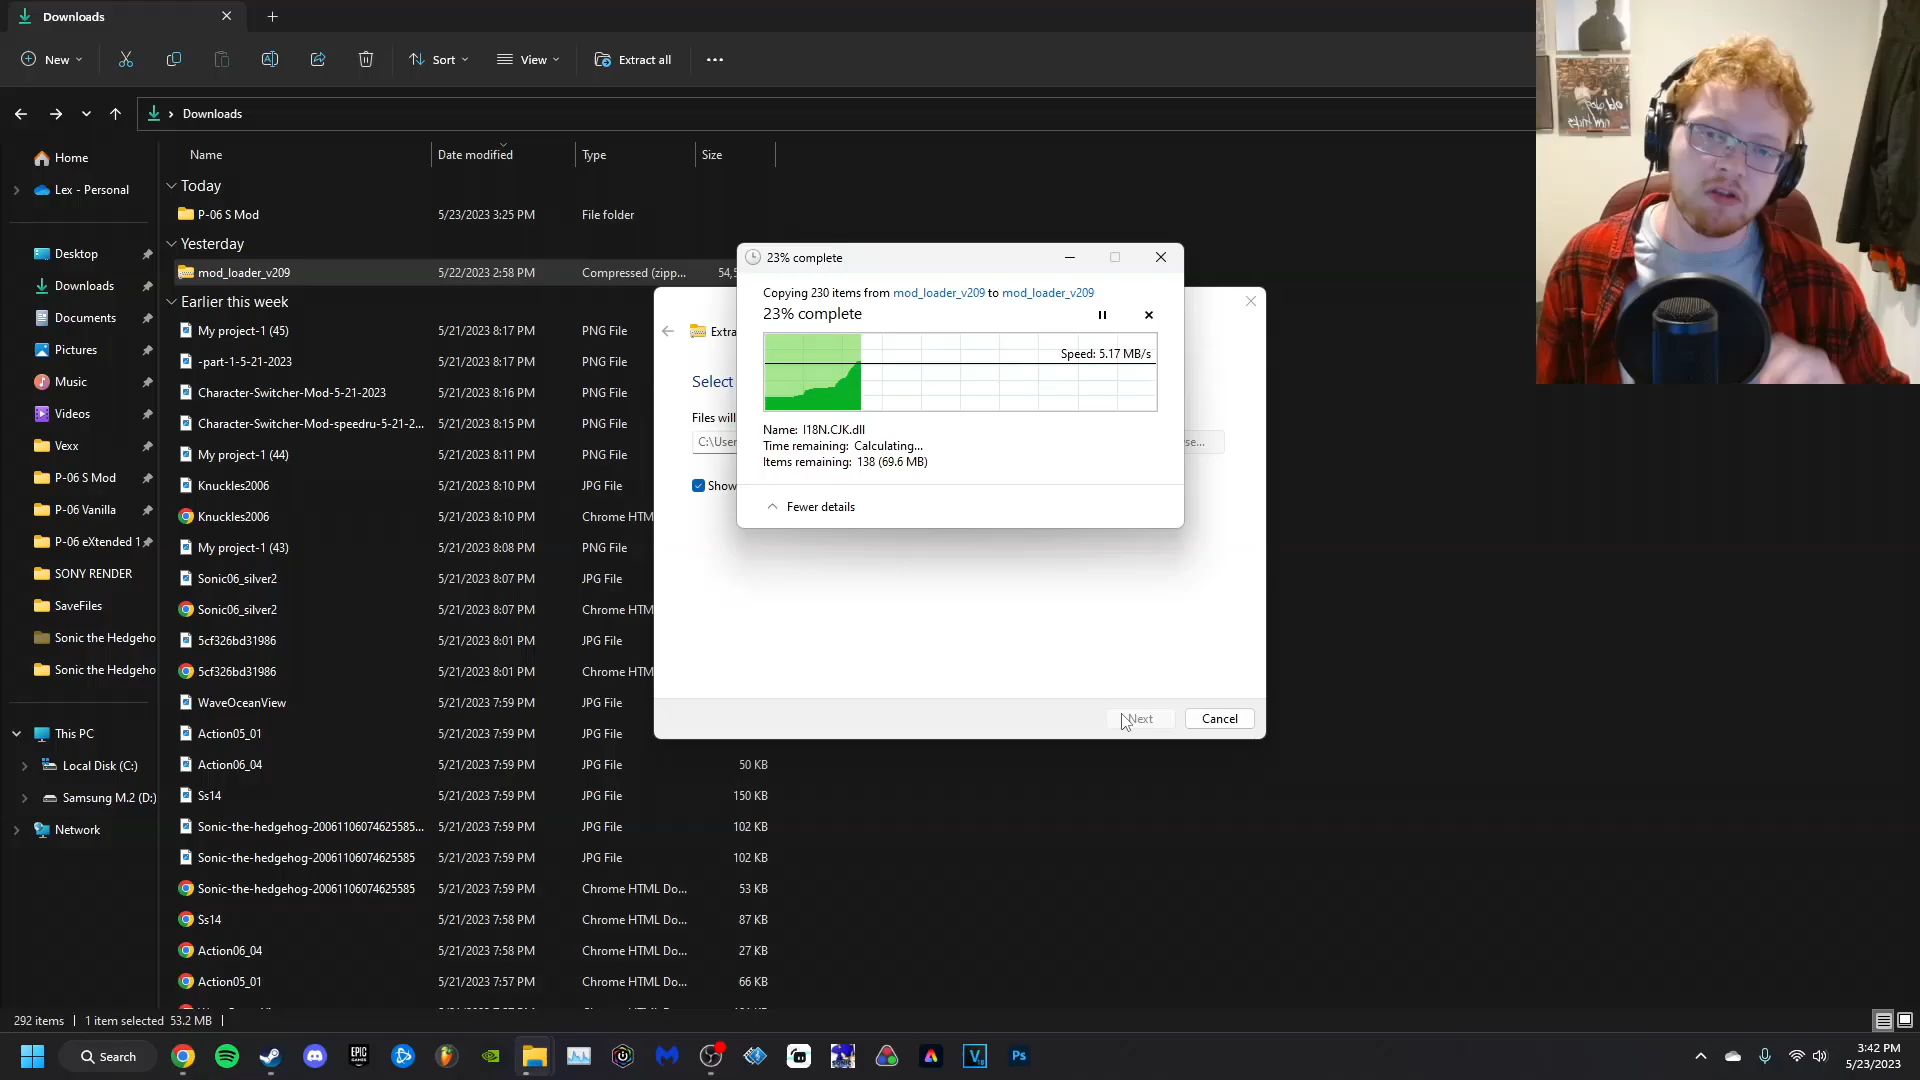 Downloads
New
Sort
View
Extract all
Downloads
Name
Date modified
Type
Size
Home
Lex - Personal
Desktop
Downloads
Documents
Pictures
Music
Videos
Vexx
P-06 S Mod
P-06 Vanilla
P-06 eXtended 1
SONY RENDER
SaveFiles
Sonic the Hedgeho
Sonic the Hedgeho
This PC
Local Disk (C:)
Samsung M.2 (D:)
Network
Today
P-06 S Mod 5/23/2023 3:25 PM File folder
Yesterday
mod_loader_v209 5/22/2023 2:58 PM Compressed (zipp... 54,5
Earlier this week
My project-1 (45) 5/21/2023 8:17 PM PNG File
-part-1-5-21-2023 5/21/2023 8:17 PM PNG File
Character-Switcher-Mod-5-21-2023 5/21/2023 8:16 PM PNG File
Character-Switcher-Mod-speedru-5-21-2... 5/21/2023 8:15 PM PNG File
My project-1 (44) 5/21/2023 8:11 PM PNG File
Knuckles2006 5/21/2023 8:10 PM JPG File
Knuckles2006 5/21/2023 8:10 PM Chrome HTM
My project-1 (43) 5/21/2023 8:08 PM PNG File
Sonic06_silver2 5/21/2023 8:07 PM JPG File
Sonic06_silver2 5/21/2023 8:07 PM Chrome HTM
5cf326bd31986 5/21/2023 8:01 PM JPG File
5cf326bd31986 5/21/2023 8:01 PM Chrome HTM
WaveOceanView 5/21/2023 7:59 PM JPG File
Action05_01 5/21/2023 7:59 PM JPG File
Action06_04 5/21/2023 7:59 PM JPG File 50 KB
Ss14 5/21/2023 7:59 PM JPG File 150 KB
Sonic-the-hedgehog-20061106074625585... 5/21/2023 7:59 PM JPG File 102 KB
Sonic-the-hedgehog-20061106074625585 5/21/2023 7:59 PM JPG File 102 KB
Sonic-the-hedgehog-20061106074625585 5/21/2023 7:59 PM Chrome HTML Do... 53 KB
Ss14 5/21/2023 7:58 PM Chrome HTML Do... 87 KB
Action06_04 5/21/2023 7:58 PM Chrome HTML Do... 27 KB
Action05_01 5/21/2023 7:57 PM Chrome HTML Do... 66 KB
Extra
Select
Files will
C:\User
se...
Show
Next
Cancel
23% complete
Copying 230 items from mod_loader_v209 to mod_loader_v209
23% complete
Speed: 5.17 MB/s
Name: I18N.CJK.dll
Time remaining: Calculating...
Items remaining: 138 (69.6 MB)
Fewer details
292 items
1 item selected 53.2 MB
Search
EPIC
GAMES
V
Ps
3:42 PM
5/23/2023